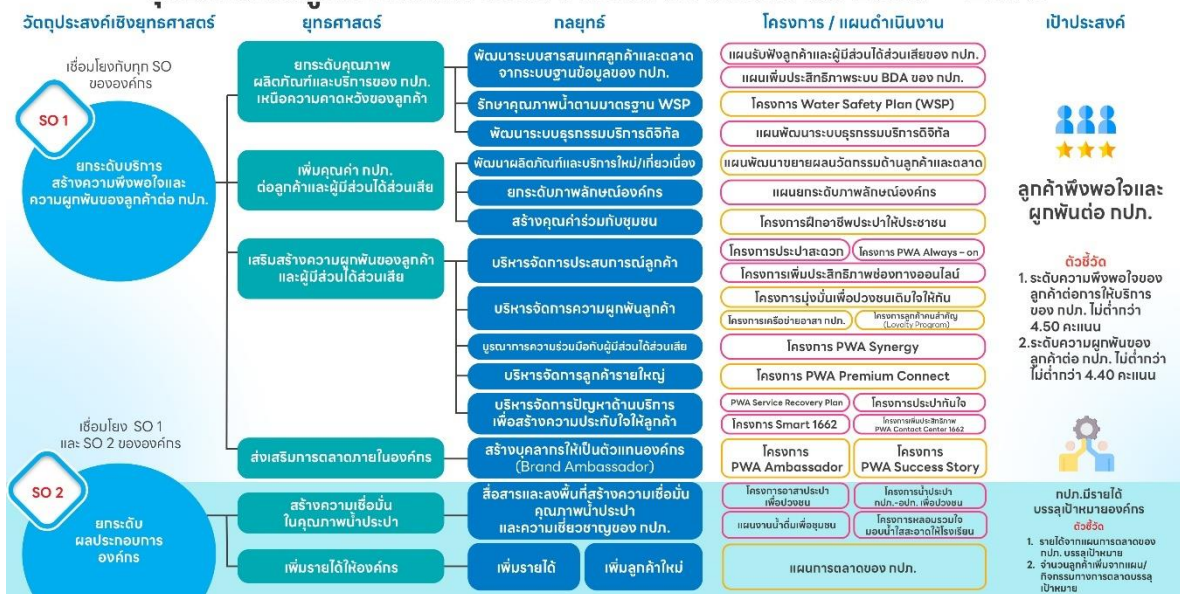 วัตถุประสงค์เชิงยุทธศาสตร์
ยุทธศาสตร์
กลยุทธ์
โครงการ / แผนดำเนินงาน
เป้าประสงค์
เชื่อมโยงกับทุก SO
ขององค์กร
SO 1
ยกระดับบริการ
สร้างความพึงพอใจและ
ความผูกพันของลูกค้าต่อ กปภ.
ยกระดับคุณภาพ
ผลิตภัณฑ์และบริการของ กปภ.
เหนือความคาดหวังของลูกค้า
พัฒนาระบบสารสนเทศลูกค้าและตลาด
จากระบบฐานข้อมูลของ กปภ.
แผนรับฟังลูกค้าและผู้มีส่วนได้ส่วนเสียของ กปภ.
แผนเพิ่มประสิทธิภาพระบบ BDA ของ กปภ.
รักษาคุณภาพน้ำตามมาตรฐาน WSP
โครงการ Water Safety Plan (WSP)
พัฒนาระบบธุรกรรมบริการดิจิทัล
แผนพัฒนาระบบธุรกรรมบริการดิจิทัล
เพิ่มคุณค่า กปภ.
ต่อลูกค้าและผู้มีส่วนได้ส่วนเสีย
พัฒนาผลิตภัณฑ์และบริการใหม่/เกี่ยวเนื่อง
แผนพัฒนาขยายผลนวัตกรรมด้านลูกค้าและตลาด
ยกระดับภาพลักษณ์องค์กร
แผนยกระดับภาพลักษณ์องค์กร
สร้างคุณค่าร่วมกับชุมชน
โครงการฝึกอาชีพประปาให้ประชาชน
เสริมสร้างความผูกพันของลูกค้า
และผู้มีส่วนได้ส่วนเสีย
บริหารจัดการประสบการณ์ลูกค้า
โครงการประปาสะดวก
โครงการ PWA Always – on
โครงการเพิ่มประสิทธิภาพช่องทางออนไลน์
บริหารจัดการความผูกพันลูกค้า
โครงการมุ่งมั่นเพื่อปวงชนเติมใจให้กัน
โครงการเครือข่ายอาสา กปภ.
โครงการลูกค้าคนสำคัญ
(Loyalty Program)
บูรณาการความร่วมมือกับผู้มีส่วนได้ส่วนเสีย
โครงการ PWA Synergy
บริหารจัดการลูกค้ารายใหญ่
โครงการ PWA Premium Connect
บริหารจัดการปัญหาด้านบริการ
เพื่อสร้างความประทับใจให้ลูกค้า
PWA Service Recovery Plan
โครงการประปาทันใจ
โครงการ Smart 1662
โครงการเพิ่มประสิทธิภาพ
PWA Contact Center 1662
ส่งเสริมการตลาดภายในองค์กร
สร้างบุคลากรให้เป็นตัวแทนองค์กร
(Brand Ambassador)
โครงการ
PWA Ambassador
โครงการ
PWA Success Story
ลูกค้าพึงพอใจและ
ผูกพันต่อ กปภ.
ตัวชี้วัด
1. ระดับความพึงพอใจของ
ลูกค้าต่อการให้บริการ
ของ กปภ. ไม่ต่ำกว่า
4.50 คะแนน
2.ระดับความผูกพันของ
ลูกค้าต่อ กปภ. ไม่ต่ำกว่า
ไม่ต่ำกว่า 4.40 คะแนน
เชื่อมโยง SO 1
และ SO 2 ขององค์กร
SO 2
ยกระดับ
ผลประกอบการ
องค์กร
สร้างความเชื่อมั่น
ในคุณภาพน้ำประปา
สื่อสารและลงพื้นที่สร้างความเชื่อมั่น
คุณภาพน้ำประปา
และความเชี่ยวชาญของ กปภ.
โครงการอาสาประปา
เพื่อปวงชน
โครงการน้ำประปา
กปภ.-อปท. เพื่อปวงชน
แผนงานน้ำดื่มเพื่อชุมชน
โครงการหลอมรวมใจ
มอบน้ำใสสะอาดให้โรงเรียน
เพิ่มรายได้ให้องค์กร
เพิ่มรายได้
เพิ่มลูกค้าใหม่
แผนการตลาดของ กปภ.
กปภ.มีรายได้
บรรลุเป้าหมายองค์กร
ตัวชี้วัด
1. รายได้จากแผนการตลาดของ
กปภ. บรรลุเป้าหมาย
2. จำนวนลูกค้าเพิ่มจากแผน/
กิจกรรมทางการตลาดบรรลุ
เป้าหมาย